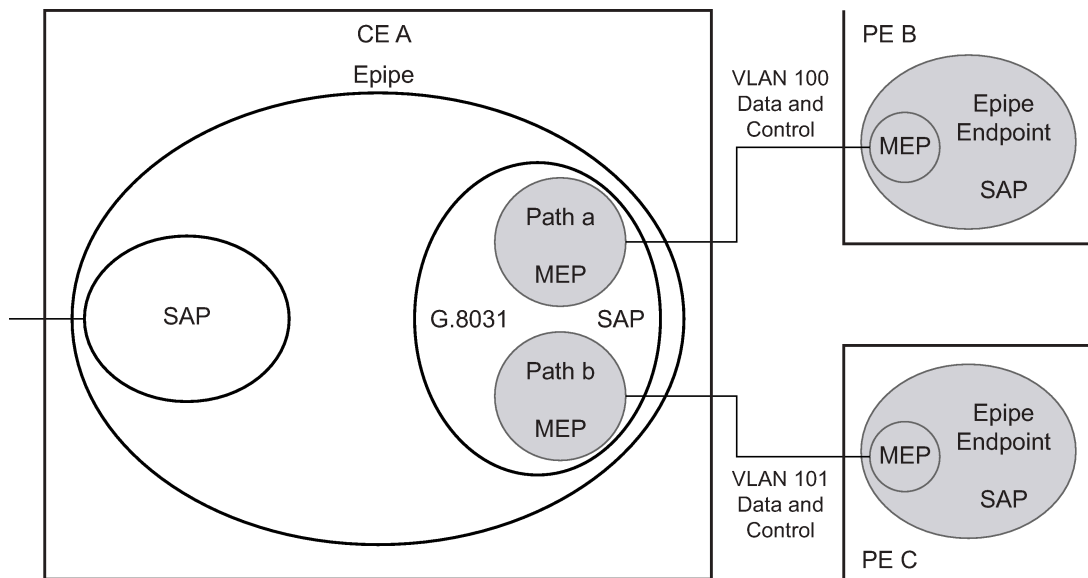 CE A
Epipe
SAP
G.8031
SAP
Path a
MEP
Path b
MEP
VLAN 100
Data and
Control
VLAN 101
Data and
Control
PE B
MEP
Epipe
Endpoint
SAP
MEP
Epipe
Endpoint
SAP
PE C